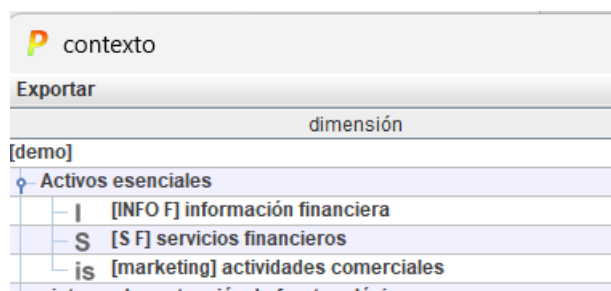 P contexto
Exportar
dimensión
[demo]
Activos esenciales
I [INFO F] información financiera
S [S F] servicios financieros
is [marketing] actividades comerciales